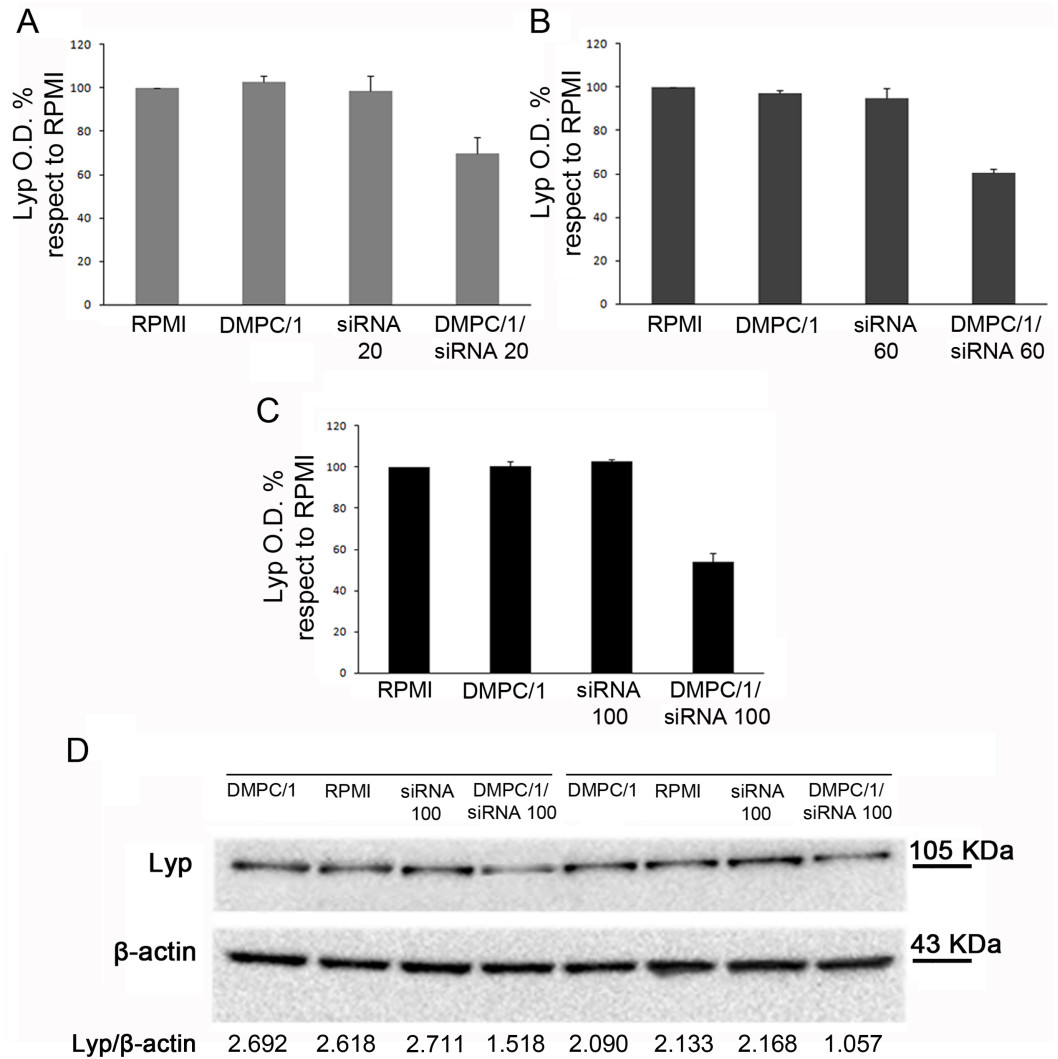 A
Lyp O.D. %
respect to RPMI
120
100
80
60
40
20
0
RPMI
DMPC/1
siRNA
20
DMPC/1/
siRNA 20
B
Lyp O.D. %
respect to RPMI
120
100
80
60
40
20
0
RPMI
DMPC/1
siRNA
60
DMPC/1/
siRNA 60
C
Lyp O.D. %
respect to RPMI
120
100
80
60
40
20
0
RPMI
DMPC/1
siRNA
100
DMPC/1/
siRNA 100
D
DMPC/1
RPMI
siRNA
100
DMPC/1/
siRNA 100
DMPC/1
RPMI
siRNA
100
DMPC/1/
siRNA 100
Lyp
105 KDa
β-actin
43 KDa
Lyp/β-actin 2.692 2.618 2.711 1.518 2.090 2.133 2.168 1.057